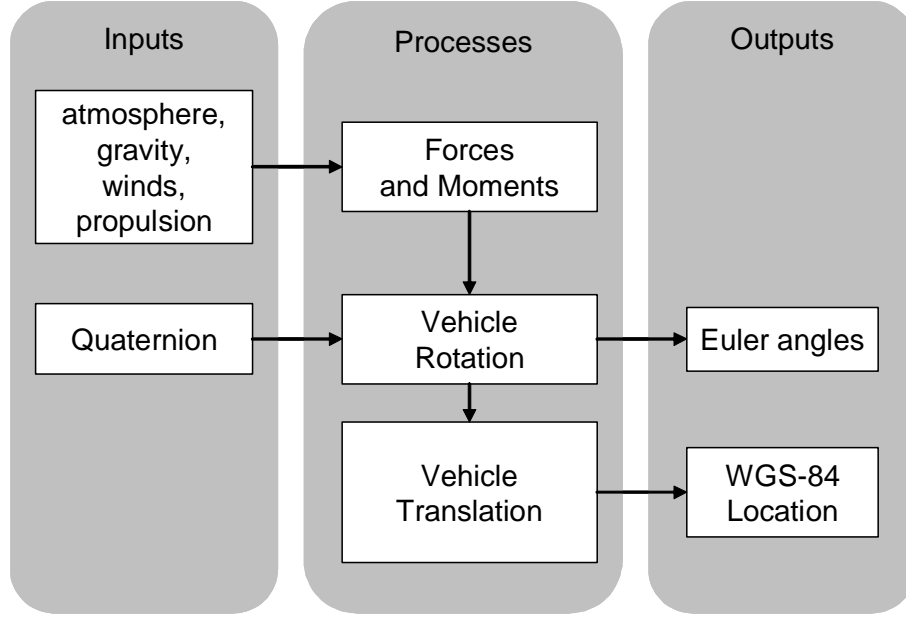 Inputs
atmosphere,
gravity,
winds,
propulsion
Quaternion
Processes
Forces
and Moments
Vehicle
Rotation
Vehicle
Translation
Outputs
Euler angles
WGS-84
Location